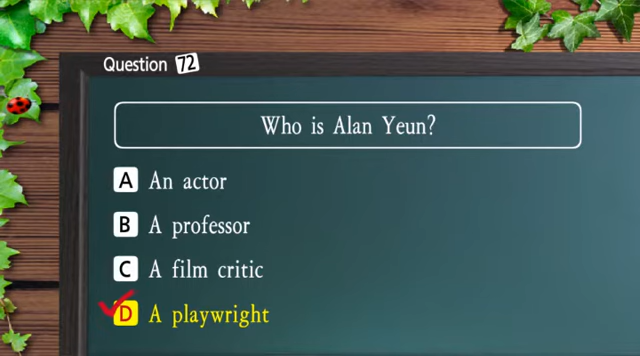 Question 72
Who is Alan Yeun?
A An actor
B A professor
C A film critic
D A playwright